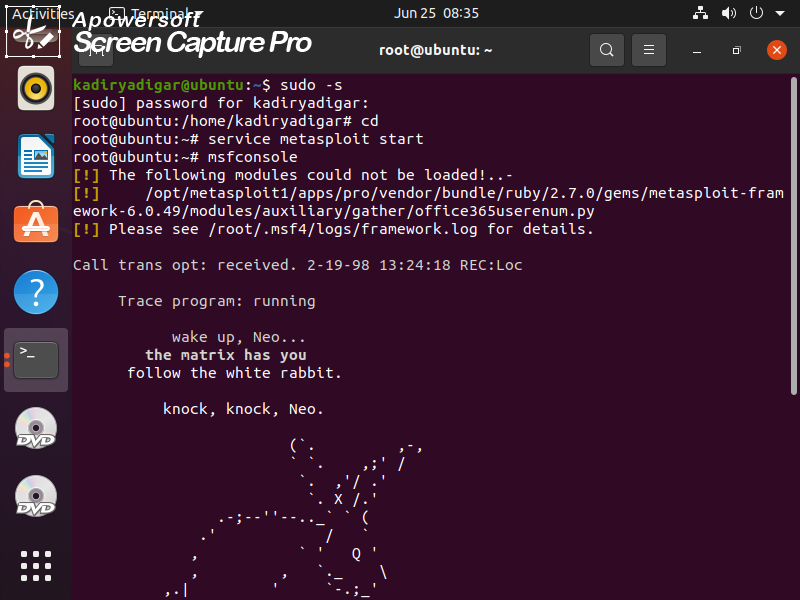 Activities
Terminal
Jun 25 08:35
Apowersoft
Screen Capture Pro
root@ubuntu: ~
kadiryadigar@ubuntu:~$ sudo -s
[sudo] password for kadiryadigar:
root@ubuntu:/home/kadiryadigar# cd
root@ubuntu:~# service metasploit start
root@ubuntu:~# msfconsole
[!] The following modules could not be loaded!..-
[!]     /opt/metasploit1/apps/pro/vendor/bundle/ruby/2.7.0/gems/metasploit-fram
ework-6.0.49/modules/auxiliary/gather/office365userenum.py
[!] Please see /root/.msf4/logs/framework.log for details.
Call trans opt: received. 2-19-98 13:24:18 REC:Loc
Trace program: running
wake up, Neo...
the matrix has you
follow the white rabbit.
knock, knock, Neo.
(`.         ,-,
` `.    ,;' /
`.  ,'/ .'
`. X /.'
.-;--''--.._` ` (
.'            /   `
,           ` '   Q '
,         ,   `._    \
,.|         '     `-.;_'
>_
DVD
DVD